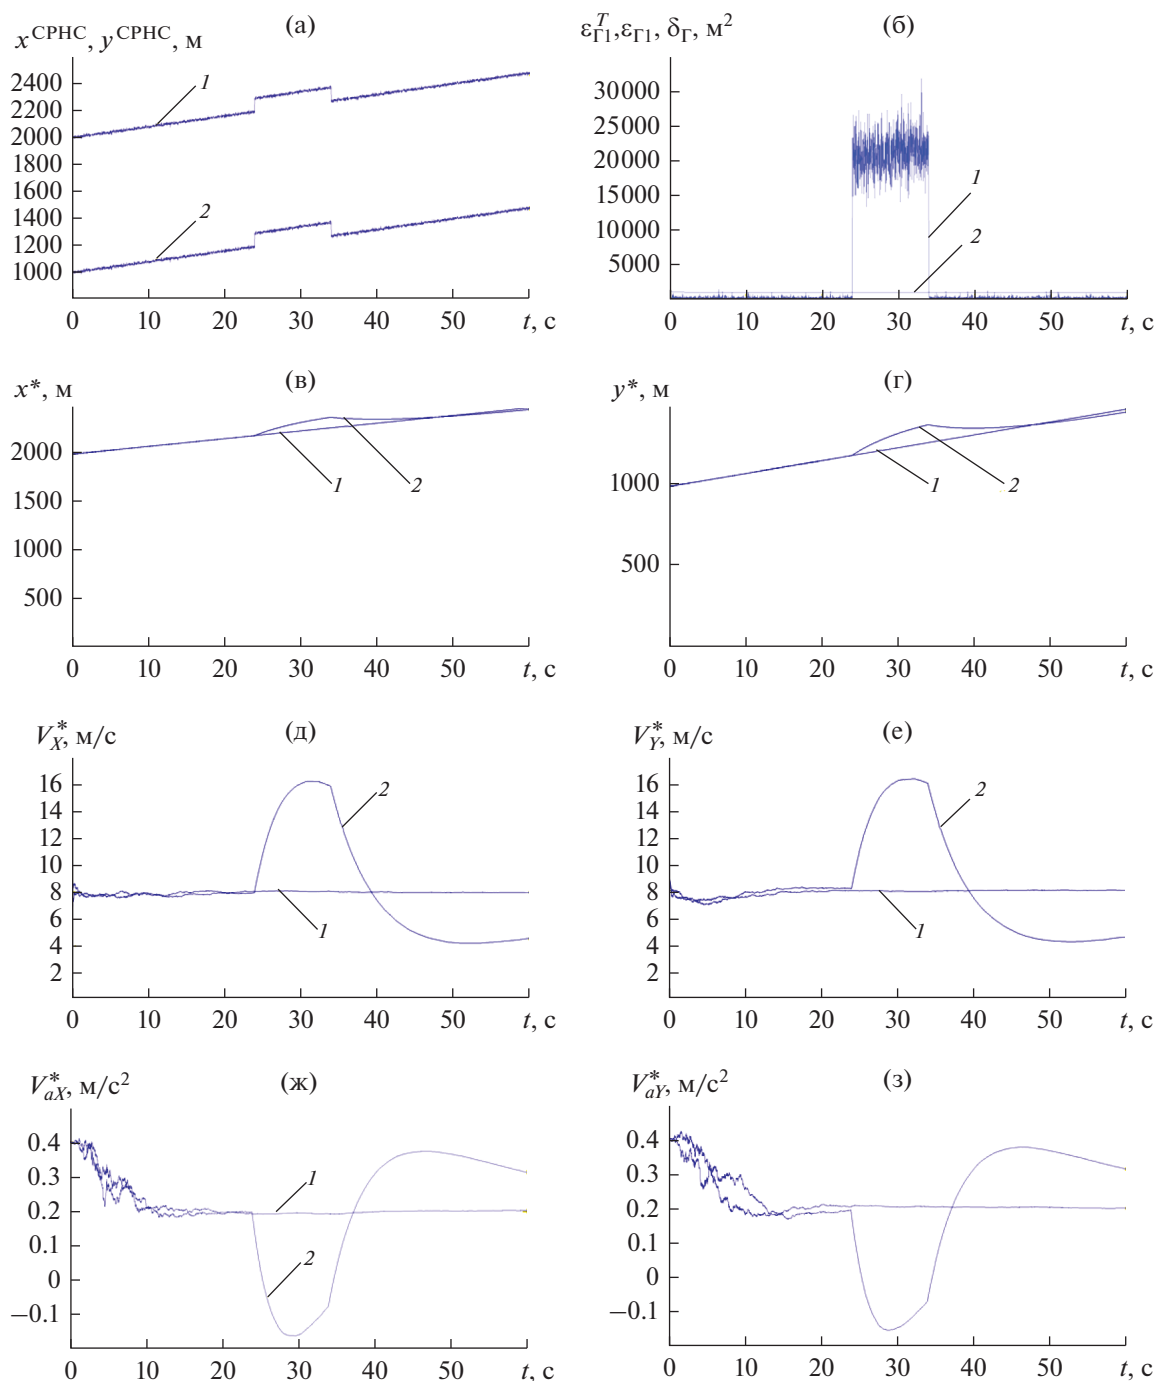 (а)
x^СРНС, y^СРНС, м
2400
2200
2000
1800
1600
1400
1200
1000
1
2
0 10 20 30 40 50 t, с
(б)
ε^T_Г1, ε_Г1, δ_Г, м²
30000
25000
20000
15000
10000
5000
1
2
0 10 20 30 40 50 t, с
(в)
x*, м
2000
1500
1000
500
1 2
0 10 20 30 40 50 t, с
(г)
y*, м
1000
500
1 2
0 10 20 30 40 50 t, с
(д)
V*_X, м/с
16
14
12
10
8
6
4
2
2
1
0 10 20 30 40 50 t, с
(е)
V*_Y, м/с
16
14
12
10
8
6
4
2
2
1
0 10 20 30 40 50 t, с
(ж)
V*_aX, м/с²
0.4
0.3
0.2
0.1
0
−0.1
1
2
0 10 20 30 40 50 t, с
(з)
V*_aY, м/с²
0.4
0.3
0.2
0.1
0
−0.1
0 10 20 30 40 50 t, с